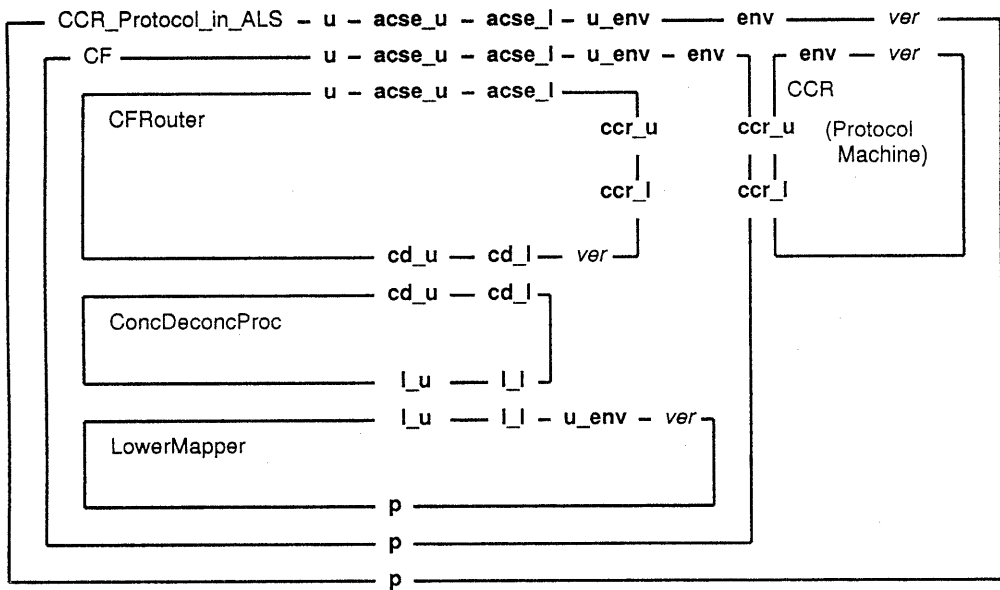 CCR_Protocol_in_ALS – u – acse_u – acse_l – u_env — env — ver
CF — u – acse_u – acse_l – u_env – env
env – ver
u – acse_u – acse_l
CCR
CFRouter
ccr_u
ccr_u
(Protocol
Machine)
ccr_l
ccr_l
cd_u — cd_l – ver
cd_u — cd_l
ConcDeconcProc
l_u — l_l
l_u — l_l – u_env – ver
LowerMapper
p
p
p